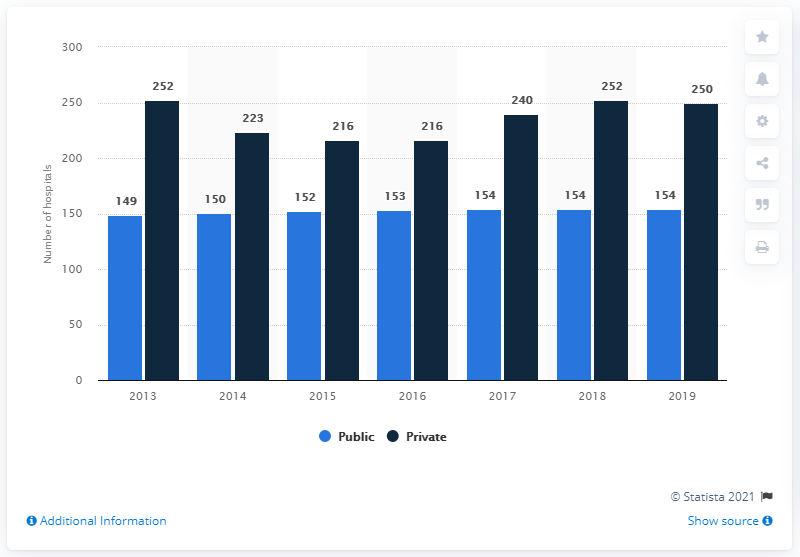 300
250
200
150
100
50
0
Number of hospitals
149 252 150 223 152 216 153 216 154 240 154 252 154 250
2013 2014 2015 2016 2017 2018 2019
Public Private
© Statista 2021
Additional Information Show source